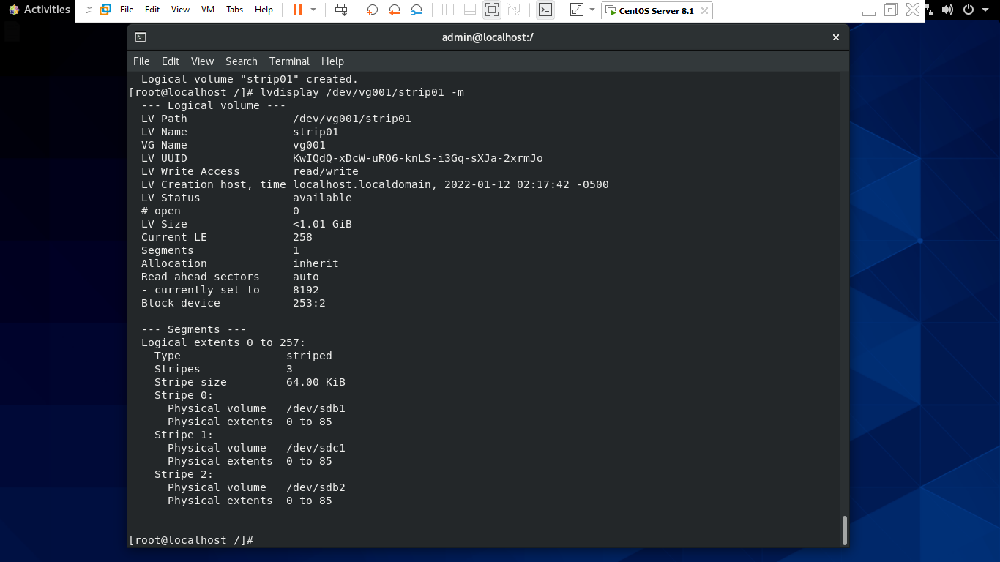 Activities
File Edit View VM Tabs Help
CentOS Server 8.1
admin@localhost:/
File Edit View Search Terminal Help
Logical volume "strip01" created.
[root@localhost /]# lvdisplay /dev/vg001/strip01 -m
--- Logical volume ---
LV Path /dev/vg001/strip01
LV Name strip01
VG Name vg001
LV UUID KwIQdQ-xDcW-uRO6-knLS-i3Gq-sXJa-2xrmJo
LV Write Access read/write
LV Creation host, time localhost.localdomain, 2022-01-12 02:17:42 -0500
LV Status available
# open 0
LV Size <1.01 GiB
Current LE 258
Segments 1
Allocation inherit
Read ahead sectors auto
- currently set to 8192
Block device 253:2
--- Segments ---
Logical extents 0 to 257:
Type striped
Stripes 3
Stripe size 64.00 KiB
Stripe 0:
Physical volume /dev/sdb1
Physical extents 0 to 85
Stripe 1:
Physical volume /dev/sdc1
Physical extents 0 to 85
Stripe 2:
Physical volume /dev/sdb2
Physical extents 0 to 85
[root@localhost /]#